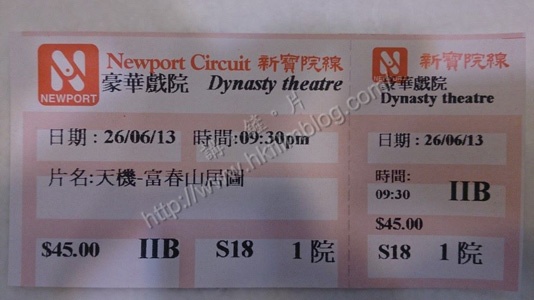 Newport Circuit 新寶院線
NEWPORT
豪華戲院 Dynasty theatre
日期:26/06/13 時間:09:30pm
片名:天機-富春山居圖
$45.00 IIB S18 1院
新寶院線
豪華戲院
Dynasty theatre
日期:26/06/13
時間:
09:30 IIB
$45.00
S18 1院
http://www.hkfilmblog.com/